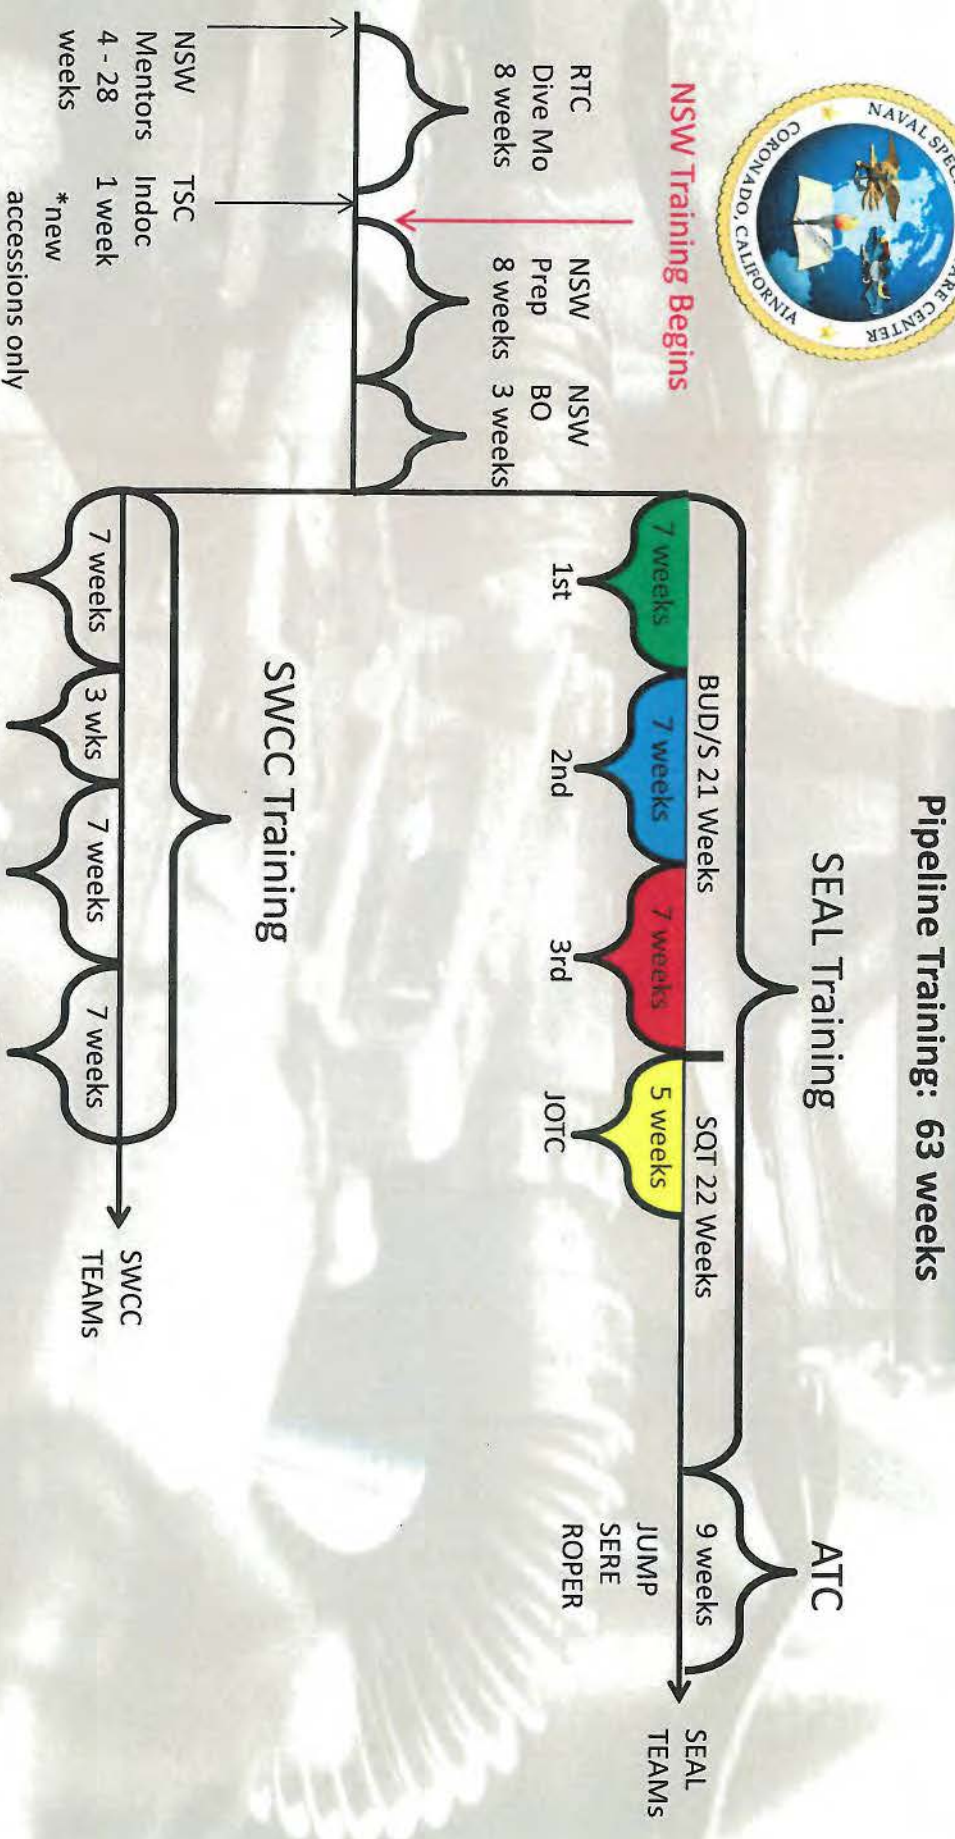 Pipeline Training: 63 weeks
NAVAL
CENTER
CORONADO, CALIFORNIA
SEAL Training
ATC
NSW Training Begins
BUD/S 21 Weeks
SQT 22 Weeks
9 weeks
7 weeks
7 weeks
7 weeks
5 weeks
1st
2nd
3rd
JOTC
JUMP
SERE
ROPER
SEAL
TEAMs
RTC
Dive Mo
8 weeks
NSW
Prep
8 weeks
NSW
BO
3 weeks
SWCC Training
NSW
Mentors
4 - 28
weeks
TSC
Indoc
1 week
*new
accessions only
7 weeks
3 wks
7 weeks
7 weeks
SWCC
TEAMs